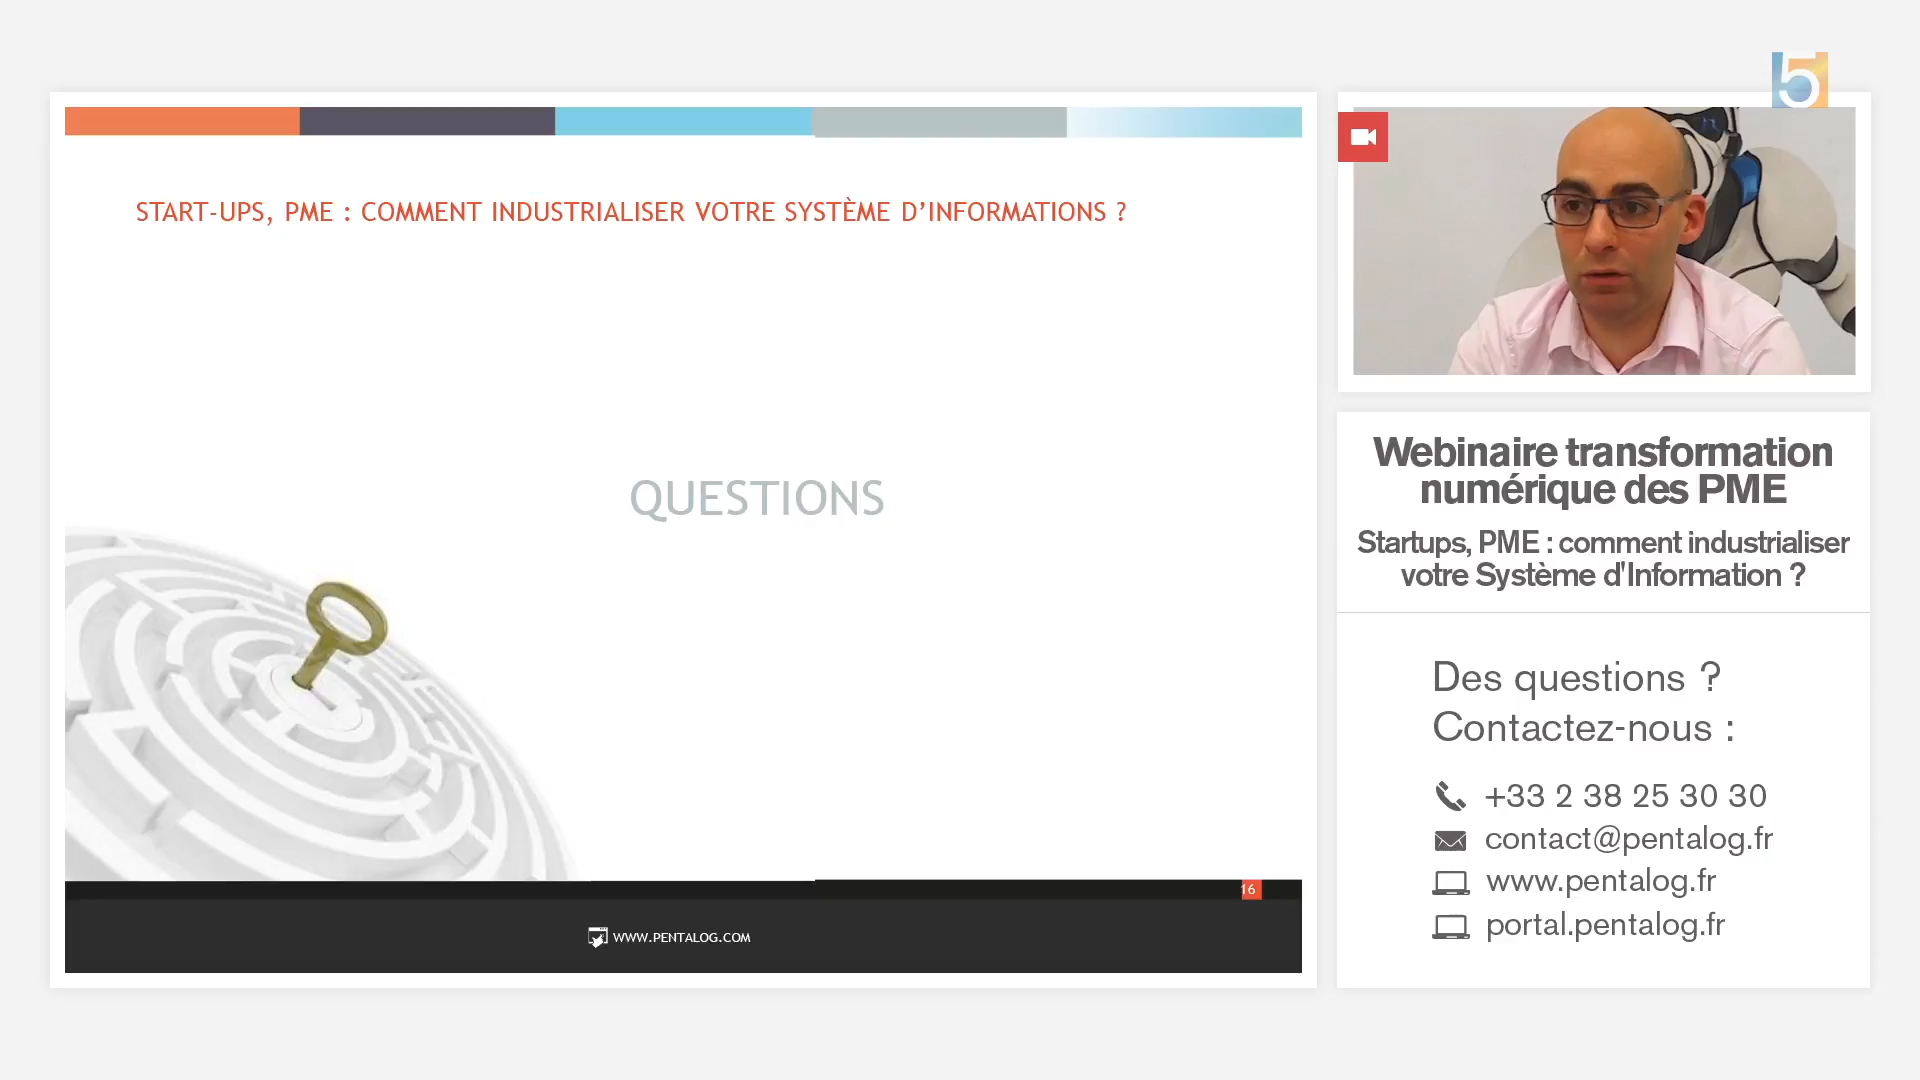 START-UPS, PME : COMMENT INDUSTRIALISER VOTRE SYSTÈME D’INFORMATIONS ?
QUESTIONS
16
WWW.PENTALOG.COM
5
Webinaire transformation
numérique des PME
Startups, PME : comment industrialiser
votre Système d'Information ?
Des questions ?
Contactez-nous :
+33 2 38 25 30 30
contact@pentalog.fr
www.pentalog.fr
portal.pentalog.fr